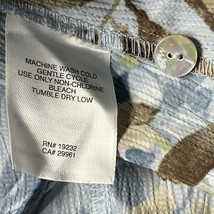 MACHINE WASH COLD
GENTLE CYCLE
USE ONLY NON-CHLORINE
BLEACH
TUMBLE DRY LOW
RN# 19232
CA# 29961